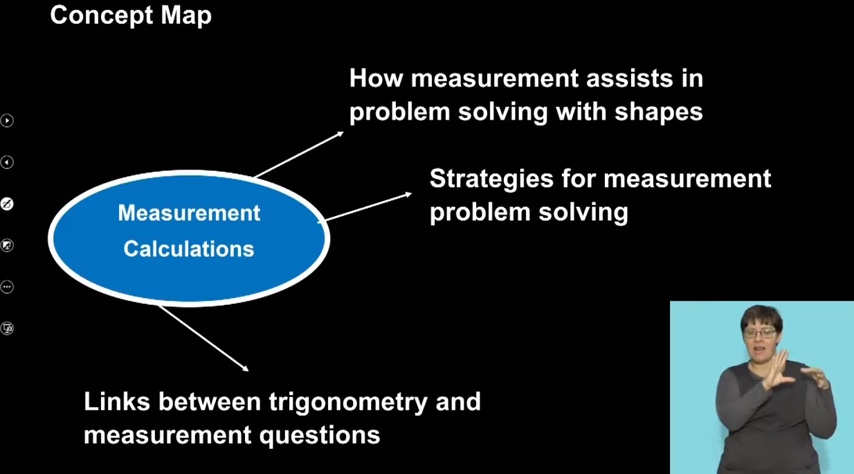 Concept Map
How measurement assists in
problem solving with shapes
Strategies for measurement
problem solving
Measurement
Calculations
Links between trigonometry and
measurement questions